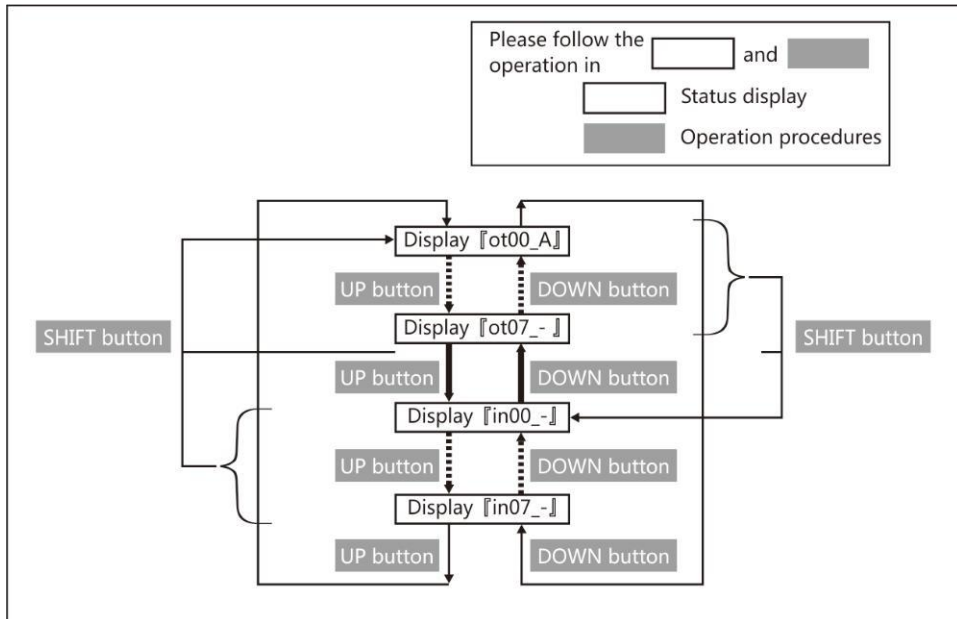 Please follow the
operation in and
Status display
Operation procedures
Display『ot00_A』
UP button DOWN button
Display『ot07_-』
SHIFT button SHIFT button
UP button DOWN button
Display『in00_-』
UP button DOWN button
Display『in07_-』
UP button DOWN button